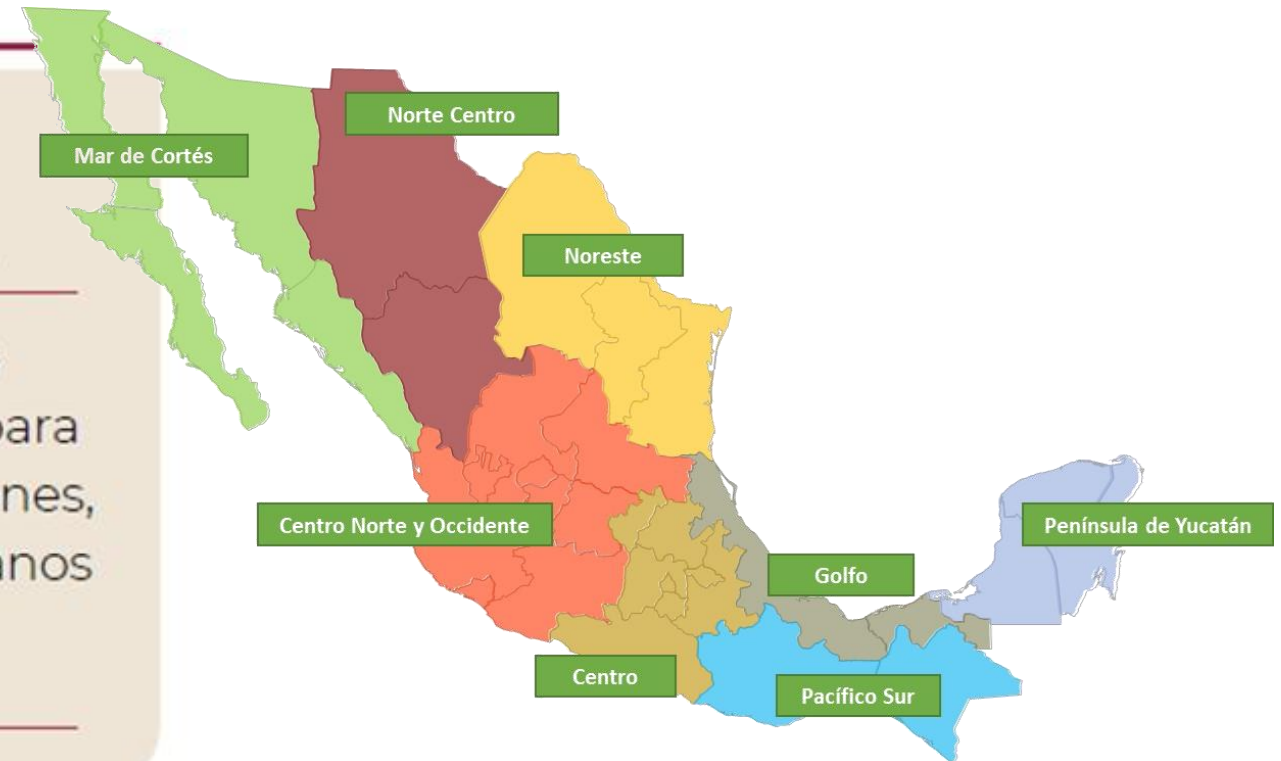 Norte Centro
Mar de Cortés
Noreste
para
nes,
anos
Centro Norte y Occidente
Península de Yucatán
Golfo
Centro
Pacífico Sur